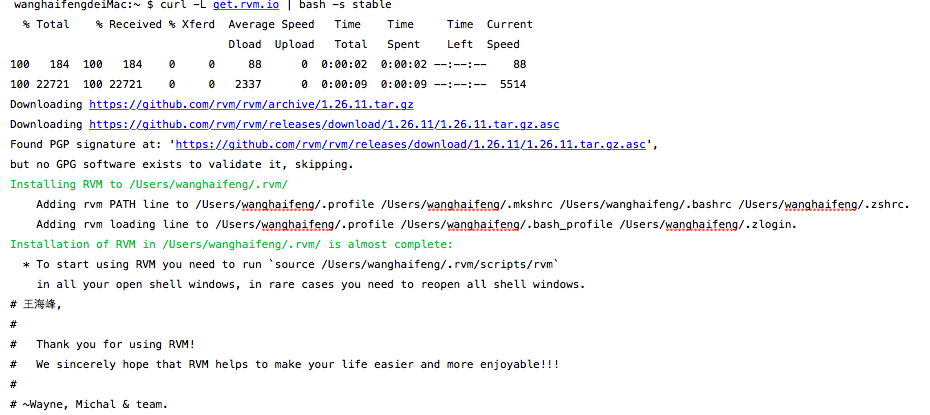 wanghaifengdeiMac:~ $ curl -L get.rvm.io | bash -s stable
% Total % Received % Xferd Average Speed Time Time Time Current
Dload Upload Total Spent Left Speed
100 184 100 184 0 0 88 0 0:00:02 0:00:02 --:--:-- 88
100 22721 100 22721 0 0 2337 0 0:00:09 0:00:09 --:--:-- 5514
Downloading https://github.com/rvm/rvm/archive/1.26.11.tar.gz
Downloading https://github.com/rvm/rvm/releases/download/1.26.11/1.26.11.tar.gz.asc
Found PGP signature at: 'https://github.com/rvm/rvm/releases/download/1.26.11/1.26.11.tar.gz.asc',
but no GPG software exists to validate it, skipping.
Installing RVM to /Users/wanghaifeng/.rvm/
Adding rvm PATH line to /Users/wanghaifeng/.profile /Users/wanghaifeng/.mkshrc /Users/wanghaifeng/.bashrc /Users/wanghaifeng/.zshrc.
Adding rvm loading line to /Users/wanghaifeng/.profile /Users/wanghaifeng/.bash_profile /Users/wanghaifeng/.zlogin.
Installation of RVM in /Users/wanghaifeng/.rvm/ is almost complete:
* To start using RVM you need to run `source /Users/wanghaifeng/.rvm/scripts/rvm`
in all your open shell windows, in rare cases you need to reopen all shell windows.
# 王海峰,
#
# Thank you for using RVM!
# We sincerely hope that RVM helps to make your life easier and more enjoyable!!!
#
# ~Wayne, Michal & team.